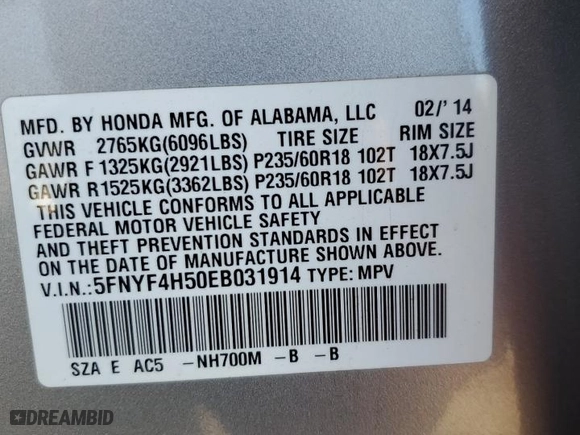 MFD. BY HONDA MFG. OF ALABAMA, LLC 02/'14
GVWR 2765KG(6096LBS) TIRE SIZE RIM SIZE
GAWR F 1325KG(2921LBS) P235/60R18 102T 18X7.5J
GAWR R 1525KG(3362LBS) P235/60R18 102T 18X7.5J
THIS VEHICLE CONFORMS TO ALL APPLICABLE
FEDERAL MOTOR VEHICLE SAFETY
AND THEFT PREVENTION STANDARDS IN EFFECT
ON THE DATE OF MANUFACTURE SHOWN ABOVE.
V.I.N.:5FNYF4H50EB031914 TYPE: MPV
SZA E AC5 -NH700M -B -B
DREAMBID